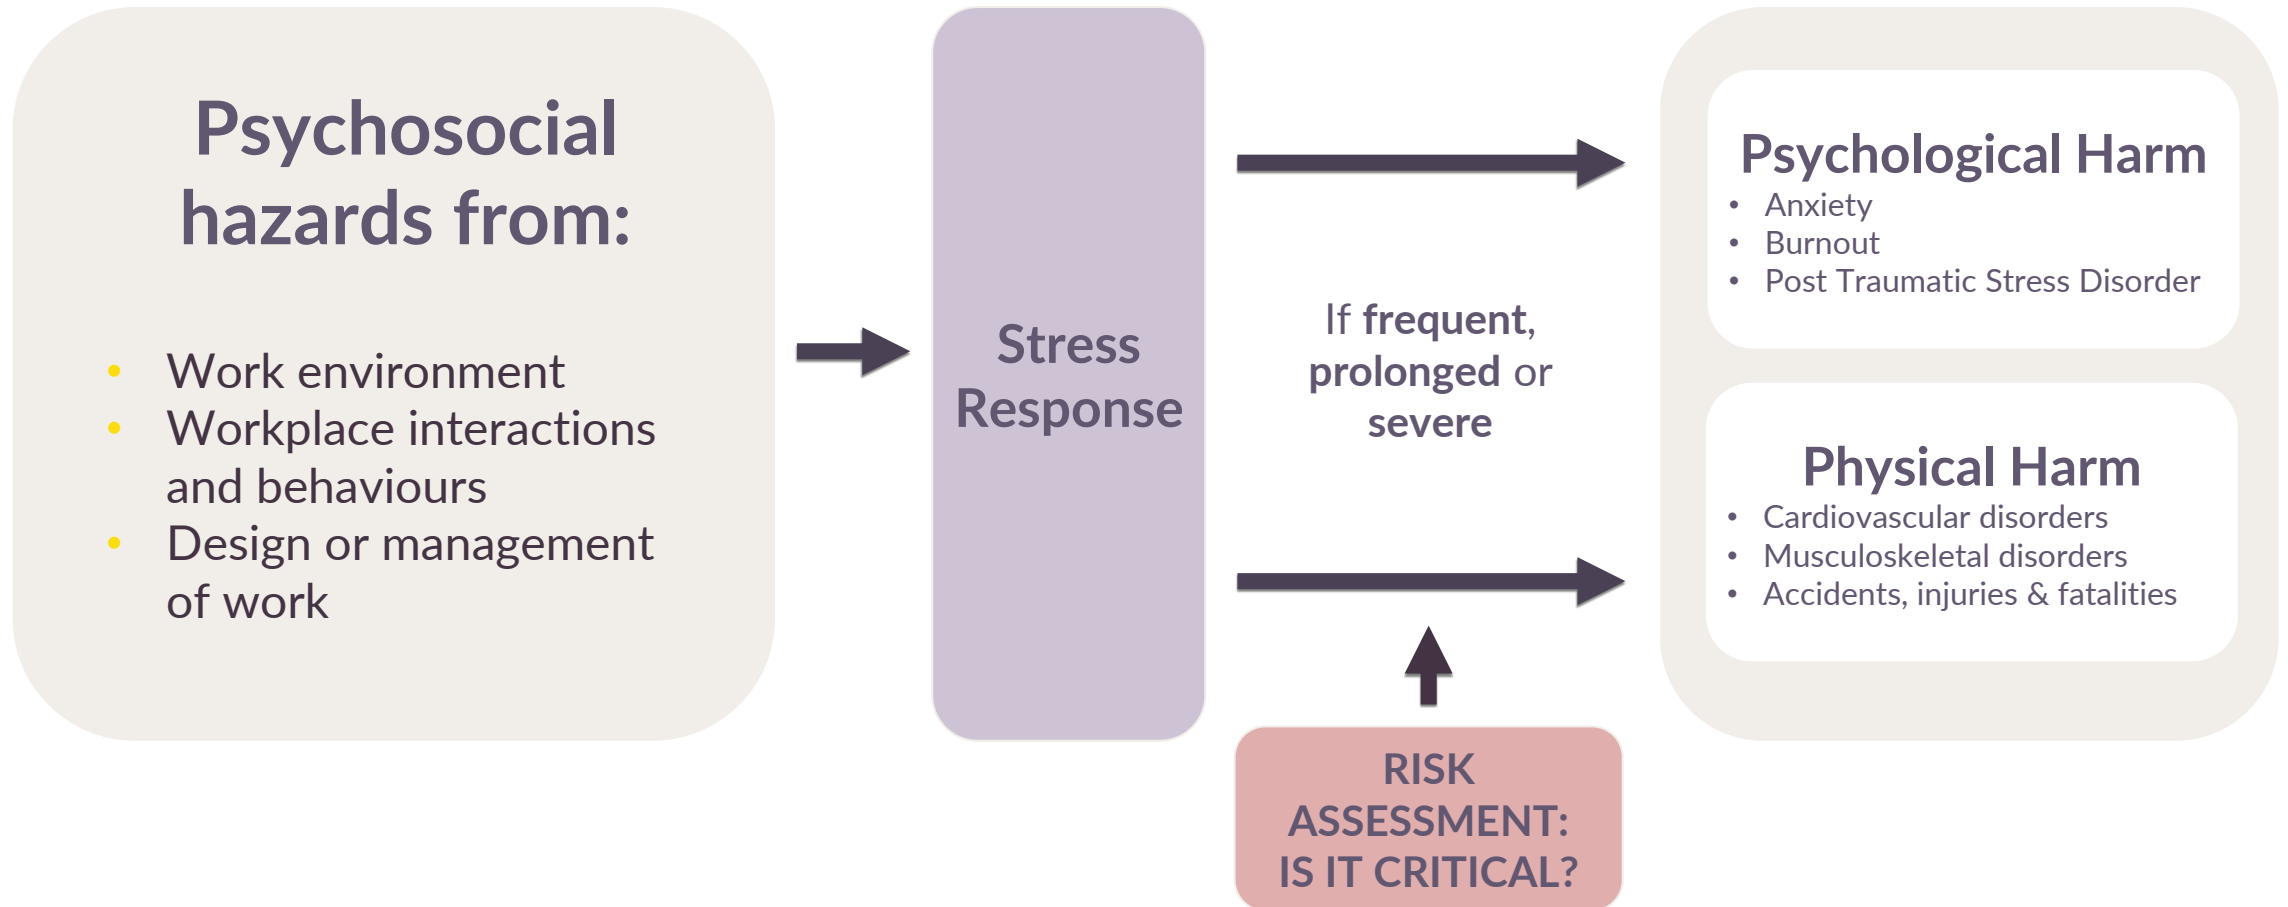 Psychosocial
hazards from:
• Work environment
• Workplace interactions
and behaviours
• Design or management
of work
Stress
Response
If frequent,
prolonged or
severe
RISK
ASSESSMENT:
IS IT CRITICAL?
Psychological Harm
• Anxiety
• Burnout
• Post Traumatic Stress Disorder
Physical Harm
• Cardiovascular disorders
• Musculoskeletal disorders
• Accidents, injuries & fatalities